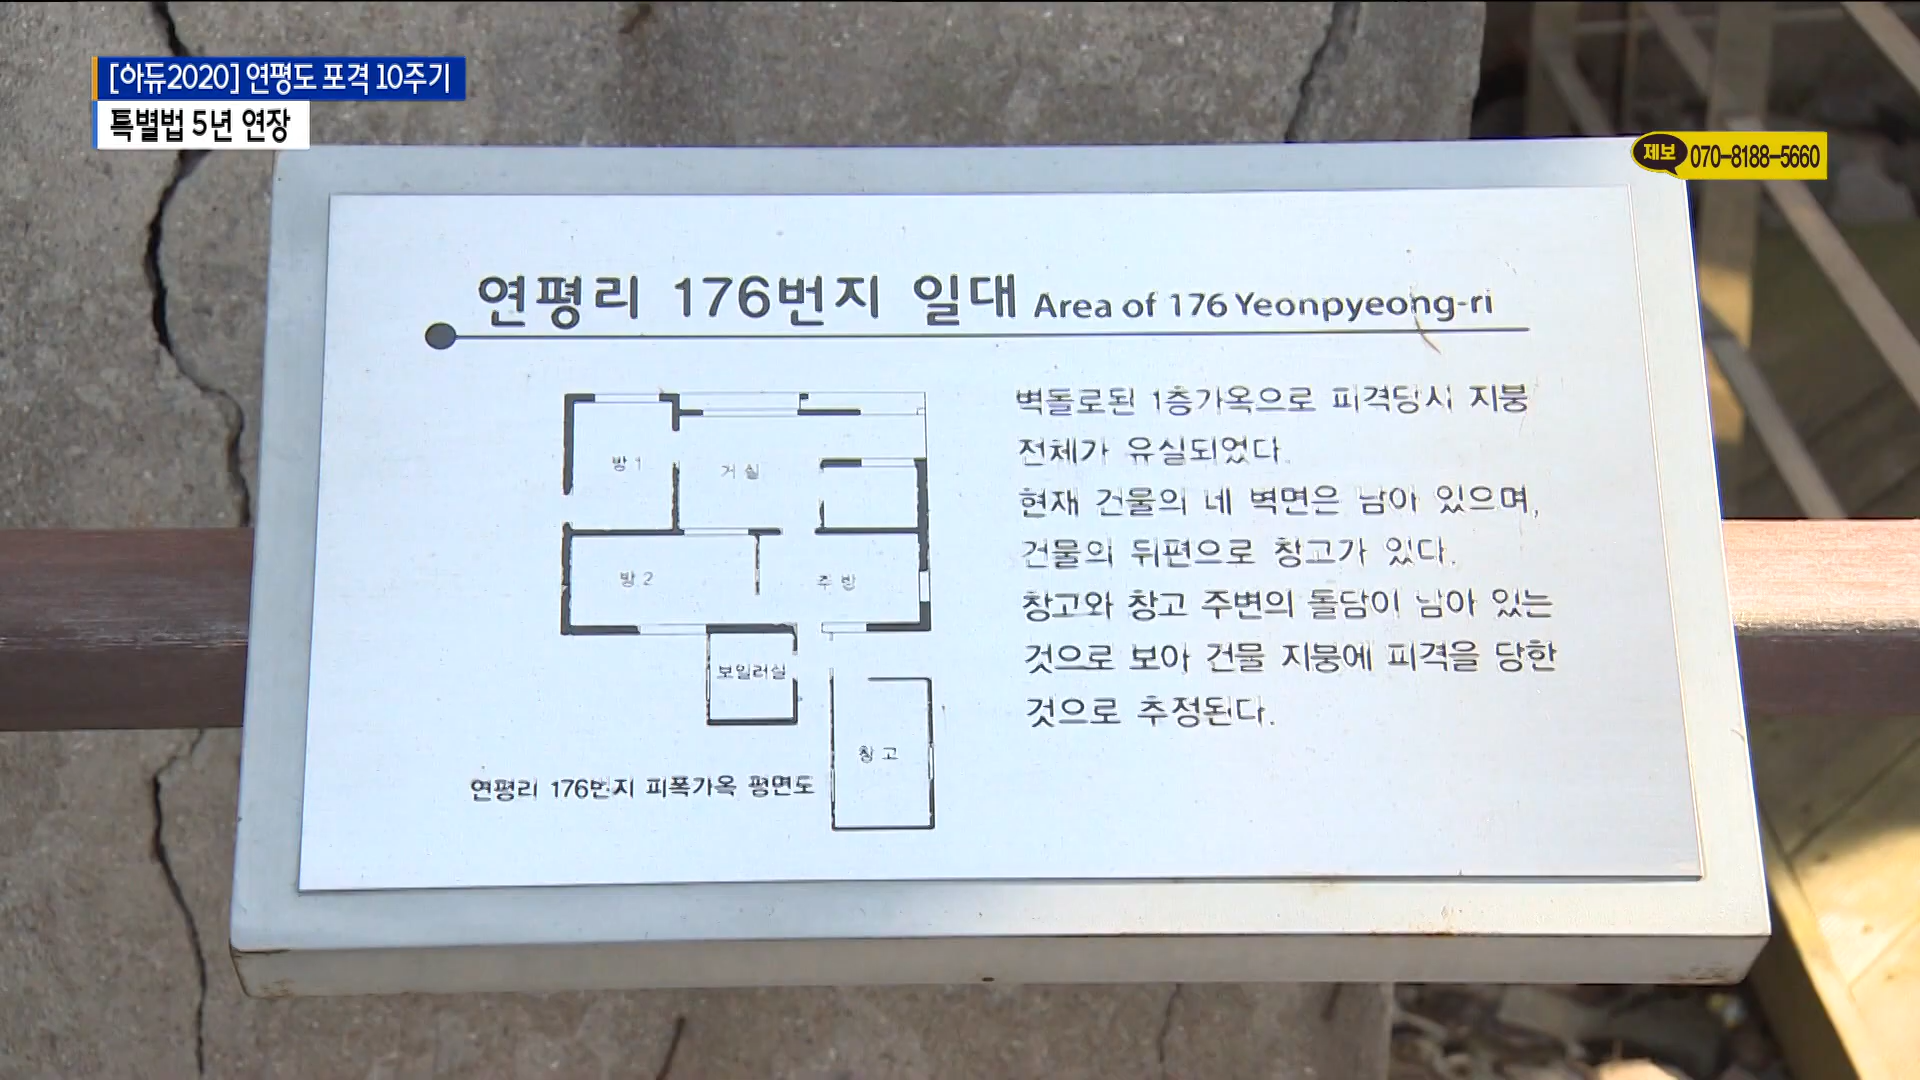 [아듀2020] 연평도 포격 10주기
특별법 5년 연장
제보 070-8188-5660
연평리 176번지 일대 Area of 176 Yeonpyeong-ri
벽돌로된 1층가옥으로 피격당시 지붕
전체가 유실되었다.
현재 건물의 네 벽면은 남아 있으며,
건물의 뒤편으로 창고가 있다.
창고와 창고 주변의 돌담이 남아 있는
것으로 보아 건물 지붕에 피격을 당한
것으로 추정된다.
방 1
거 실
방 2
주 방
보일러실
창 고
연평리 176번지 피폭가옥 평면도